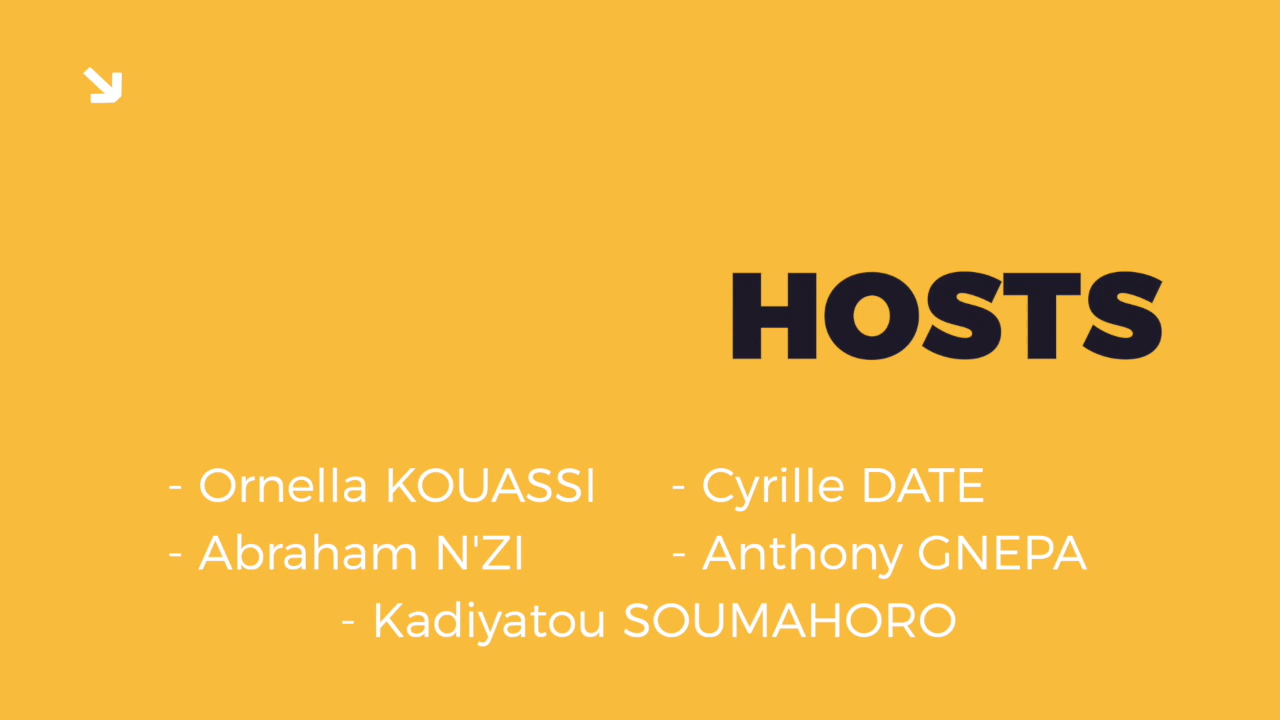 HOSTS
- Ornella KOUASSI - Cyrille DATE
- Abraham N'ZI - Anthony GNEPA
- Kadiyatou SOUMAHORO